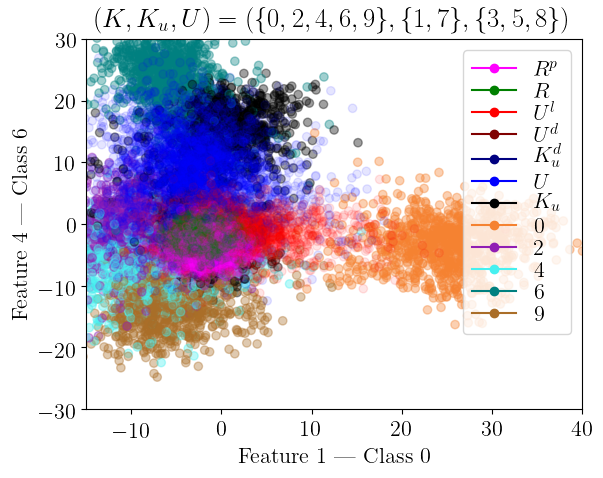 (K, K_u, U) = ({0, 2, 4, 6, 9}, {1, 7}, {3, 5, 8})
Feature 4 — Class 6
30
20
10
0
−10
−20
−30
R^p
R
U^l
U^d
K_u^d
U
K_u
0
2
4
6
9
−10
0
10
20
30
40
Feature 1 — Class 0